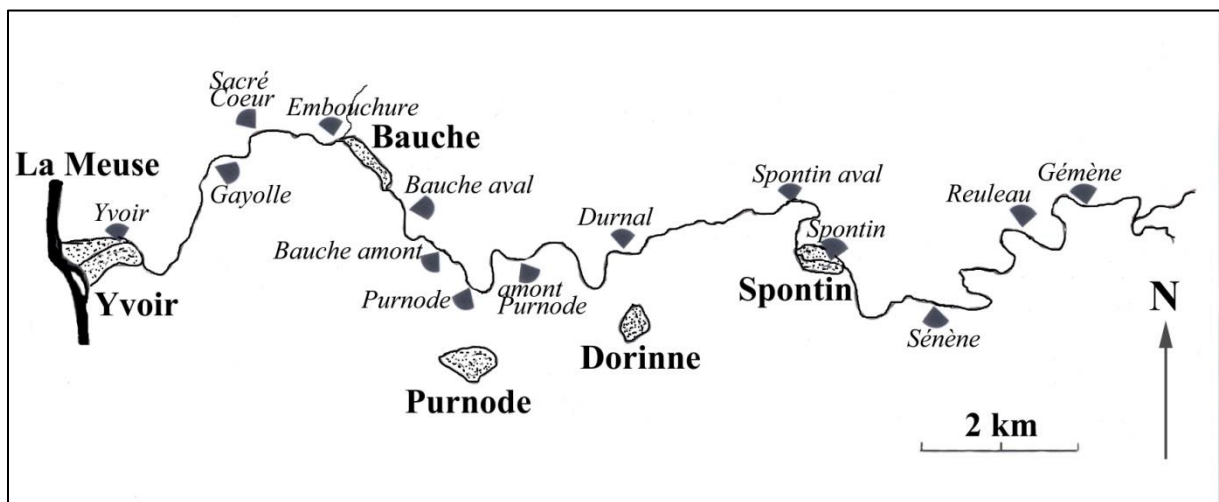 Sacré
Coeur
Embouchure
Bauche
La Meuse
Gayolle
Yvoir
Yvoir
Bauche aval
Bauche amont
Purnode
amont
Purnode
Durnal
Dorinne
Purnode
Spontin aval
Spontin
Spontin
Sénène
Reuleau
Gémène
N
2 km